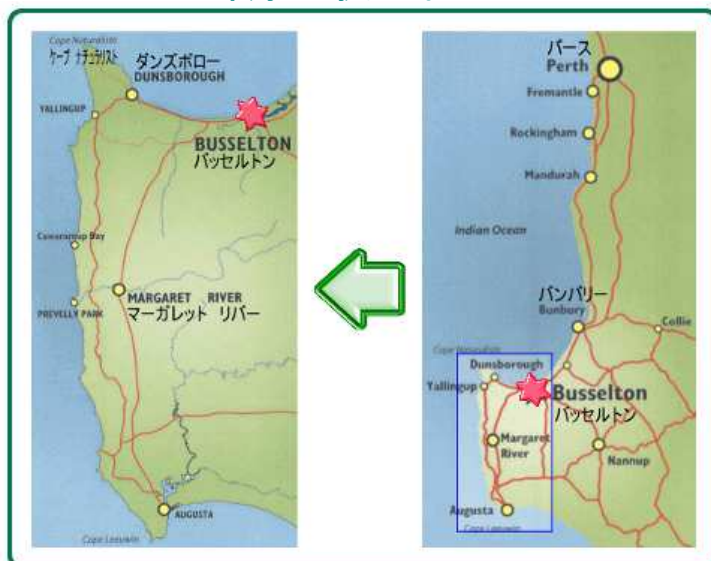 Cape Naturaliste
ケープ ナチュラリスト
ダンズボロー
DUNSBOROUGH
YALLINGUP
BUSSELTON
バッセルトン
Cowaramup Bay
PREVELLY PARK
MARGARET RIVER
マーガレット リバー
AUGUSTA
Cape Leeuwin
パース
Perth
Fremantle
Rockingham
Mandurah
Indian Ocean
バンバリー
Bunbury
Collie
Cape Naturaliste
Dunsborough
Yallingup
Busselton
バッセルトン
Margaret
River
Nannup
Augusta
Cape Leeuwin